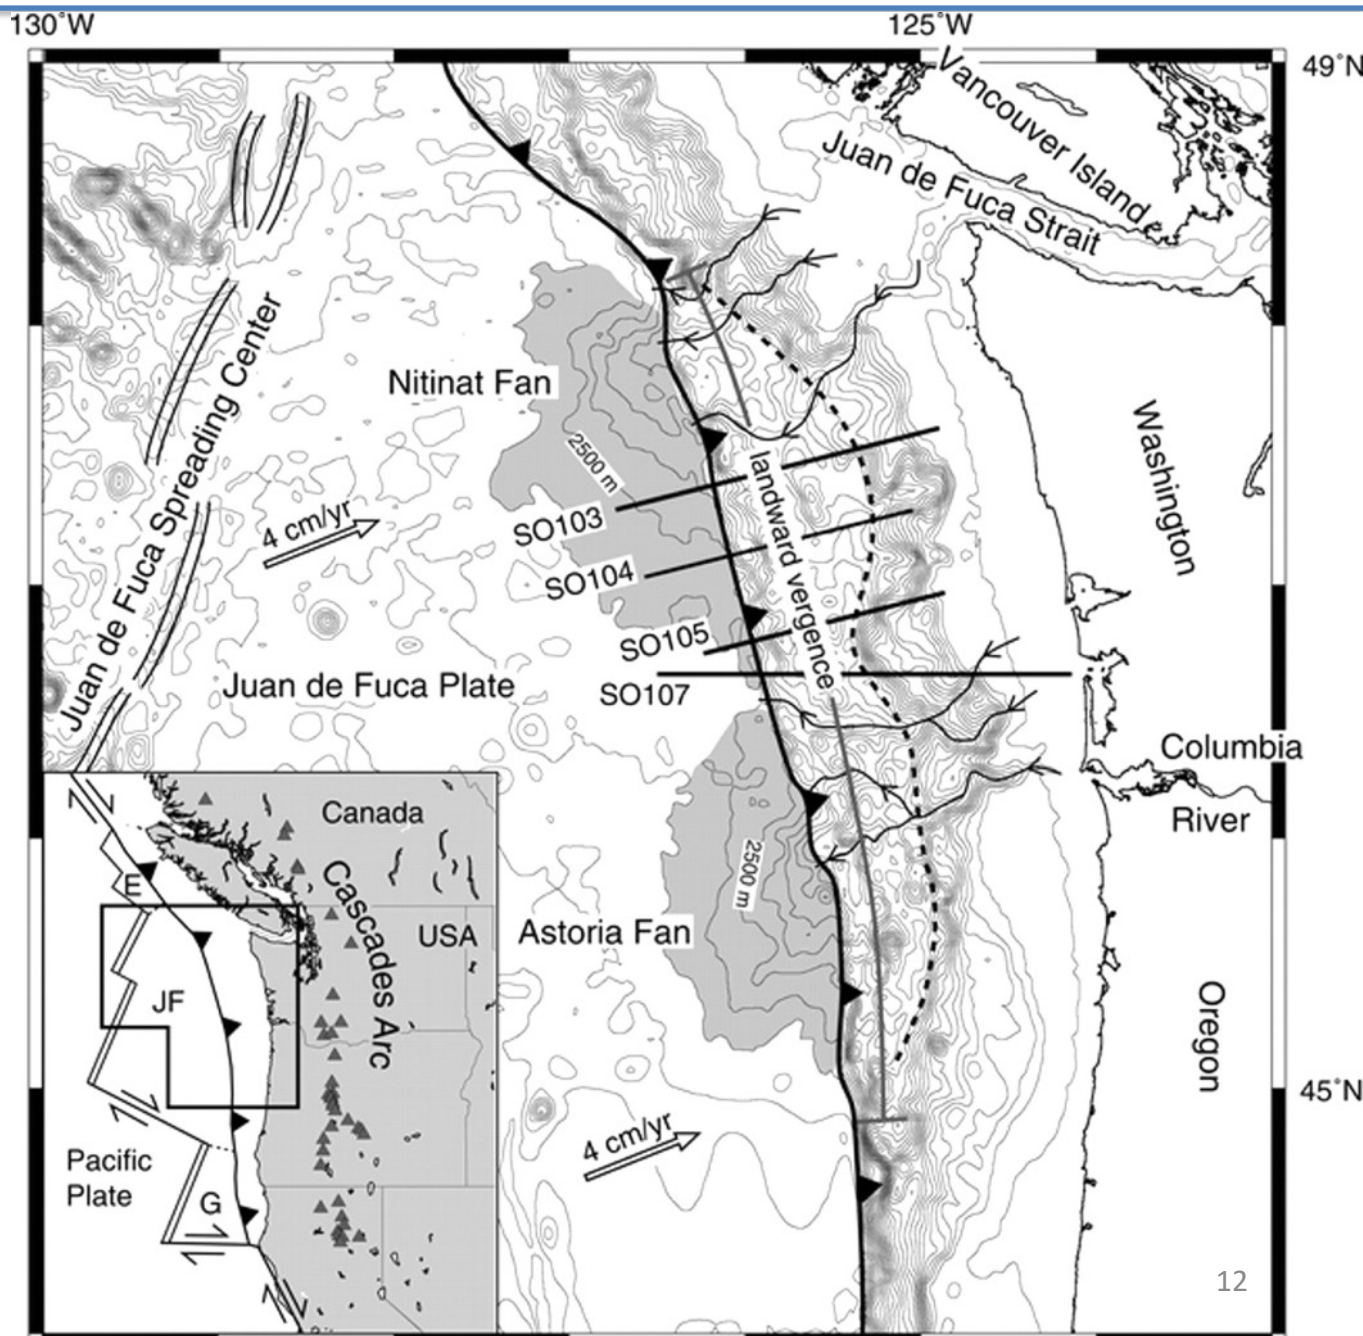 130˚W
125˚W
49˚N
Vancouver Island
Juan de Fuca Strait
Juan de Fuca Spreading Center
Nitinat Fan
2500 m
Washington
landward vergence
4 cm/yr
SO103
SO104
SO105
SO107
Juan de Fuca Plate
Columbia
River
Canada
Cascades Arc
USA
E
JF
Pacific
Plate
G
2500 m
Astoria Fan
Oregon
45˚N
4 cm/yr
12